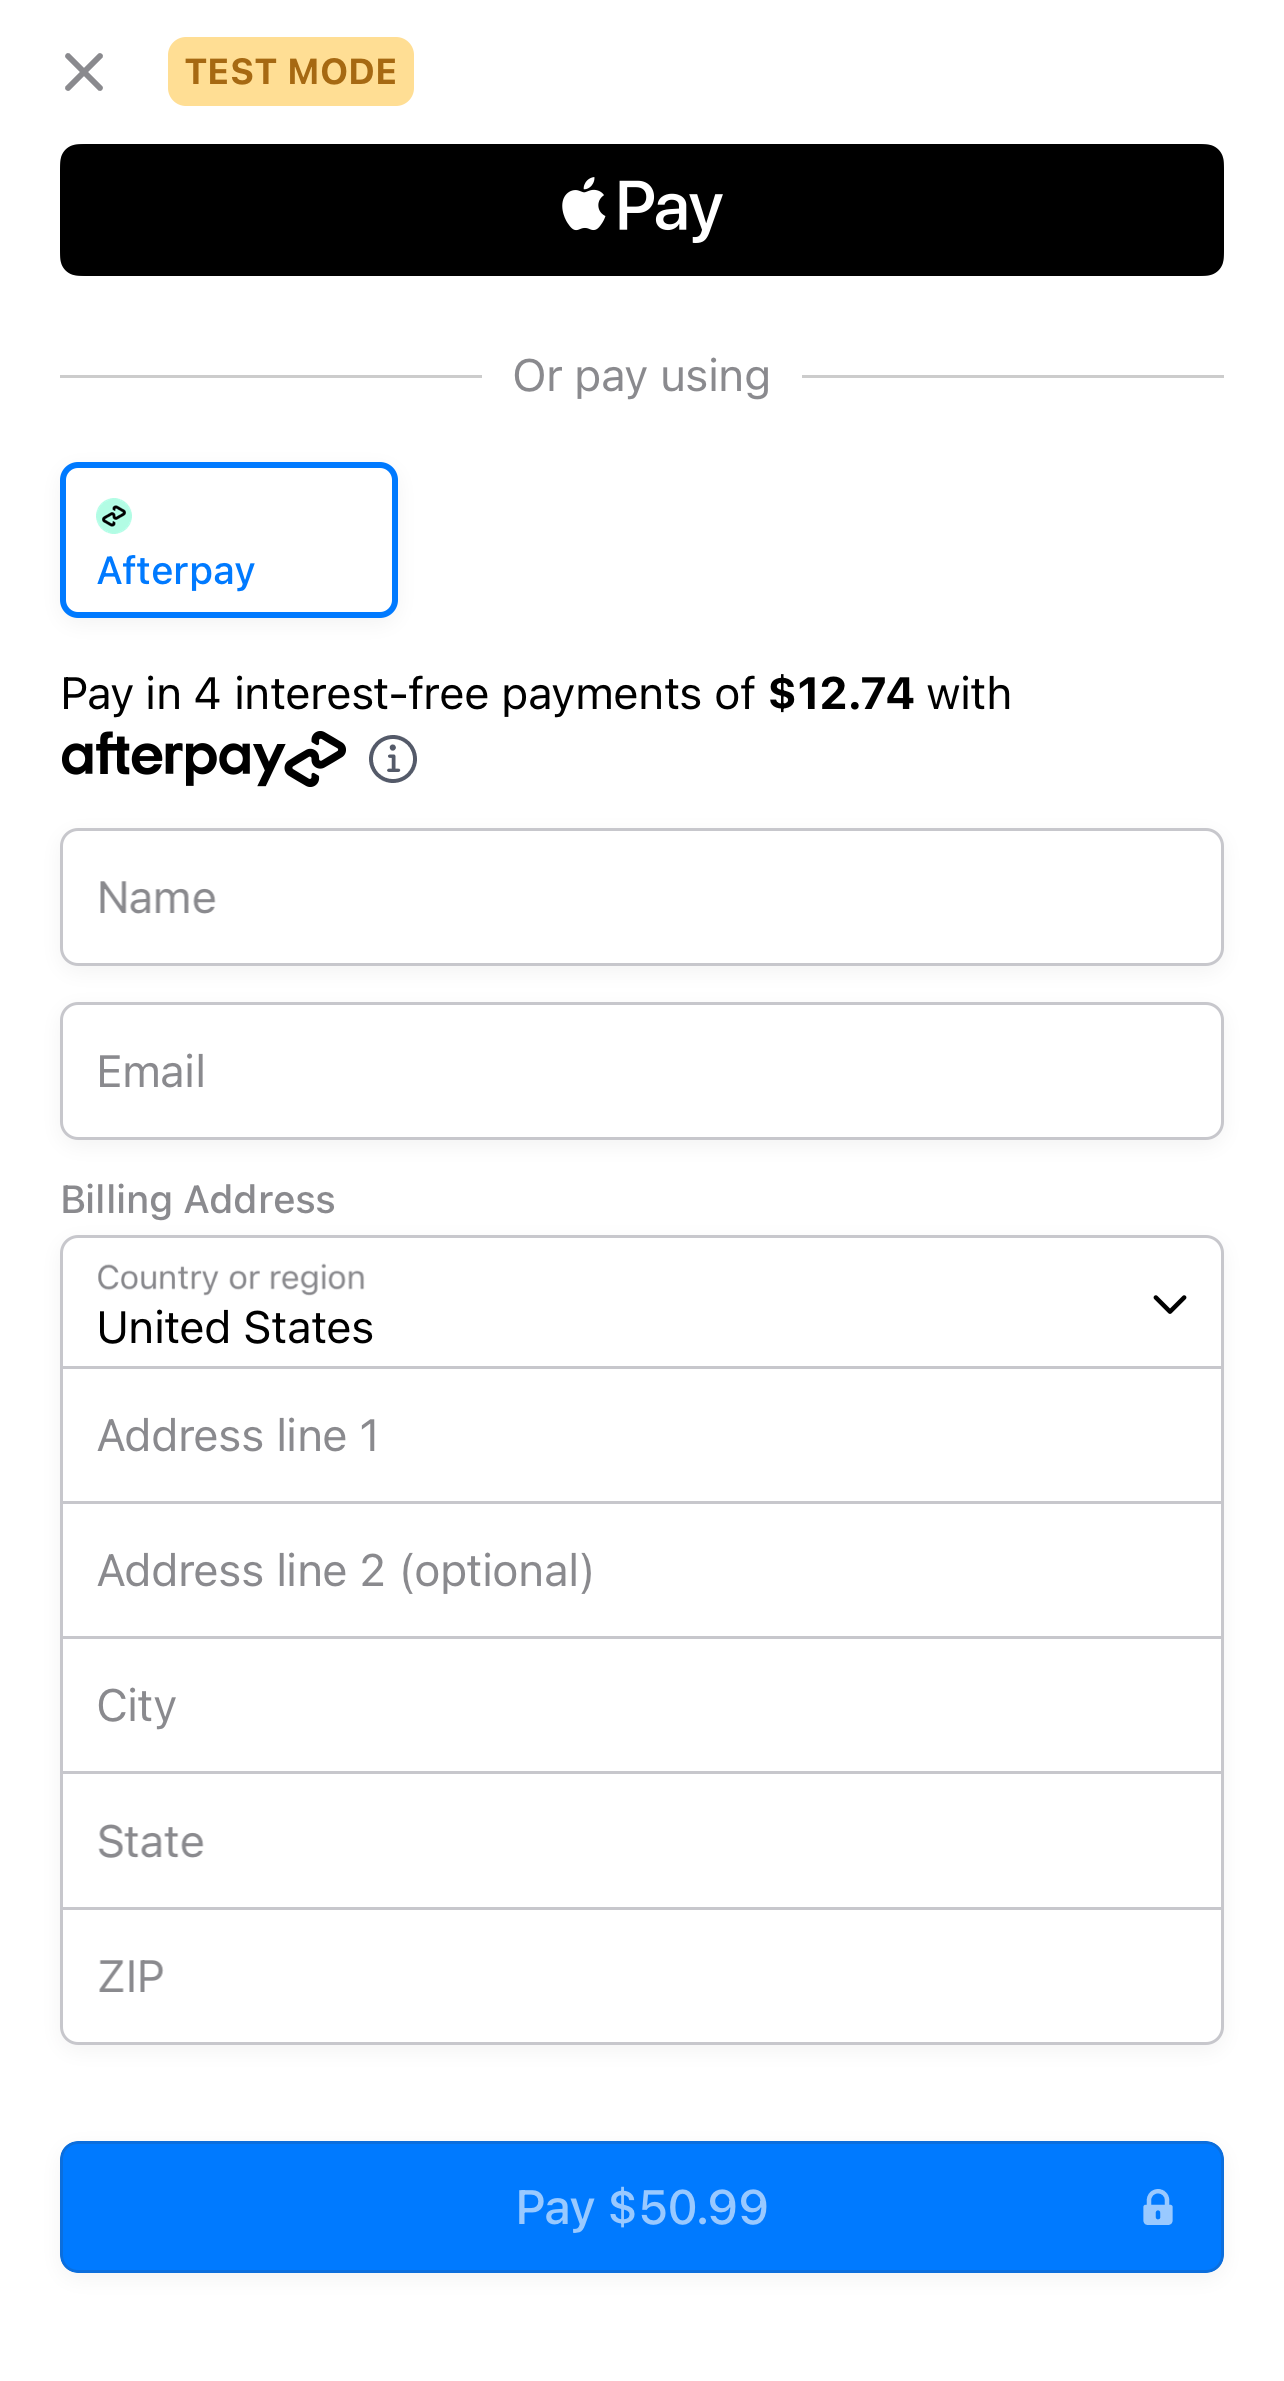 TEST MODE
Pay
Or pay using
Afterpay
Pay in 4 interest-free payments of $12.74 with
afterpay
Name
Email
Billing Address
Country or region
United States
Address line 1
Address line 2 (optional)
City
State
ZIP
Pay $50.99